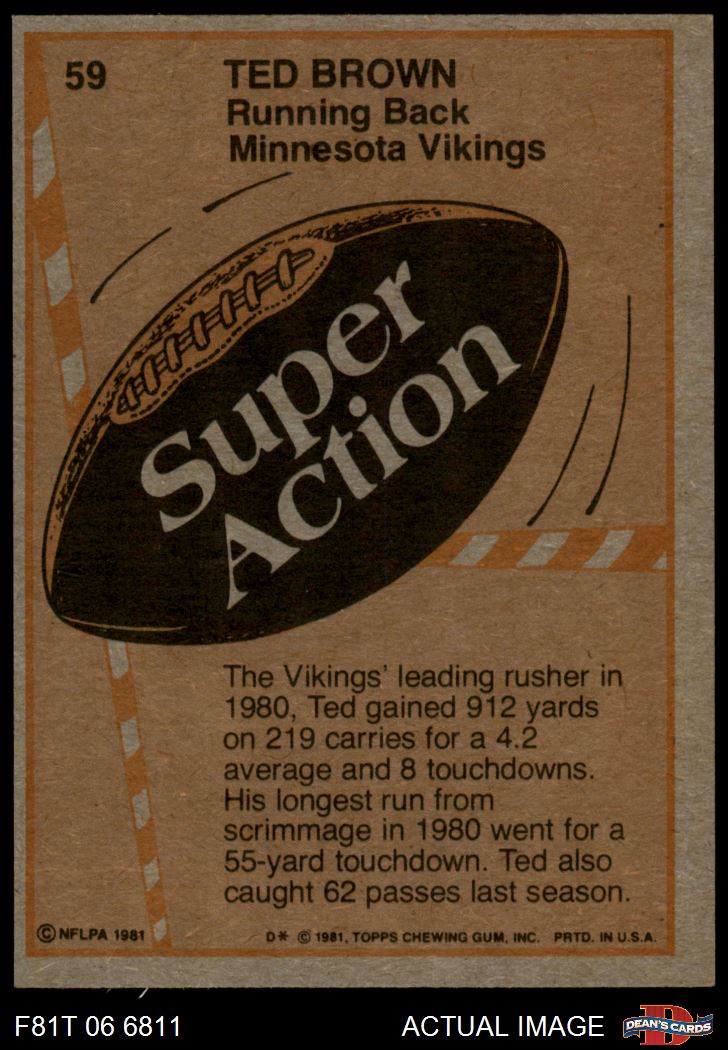 59
TED BROWN
Running Back
Minnesota Vikings
Super
Action
The Vikings' leading rusher in
1980, Ted gained 912 yards
on 219 carries for a 4.2
average and 8 touchdowns.
His longest run from
scrimmage in 1980 went for a
55-yard touchdown. Ted also
caught 62 passes last season.
© NFLPA 1981
D* © 1981, TOPPS CHEWING GUM, INC. PRTD. IN U.S.A.
F81T 06 6811
ACTUAL IMAGE
D
DEAN'S CARDS